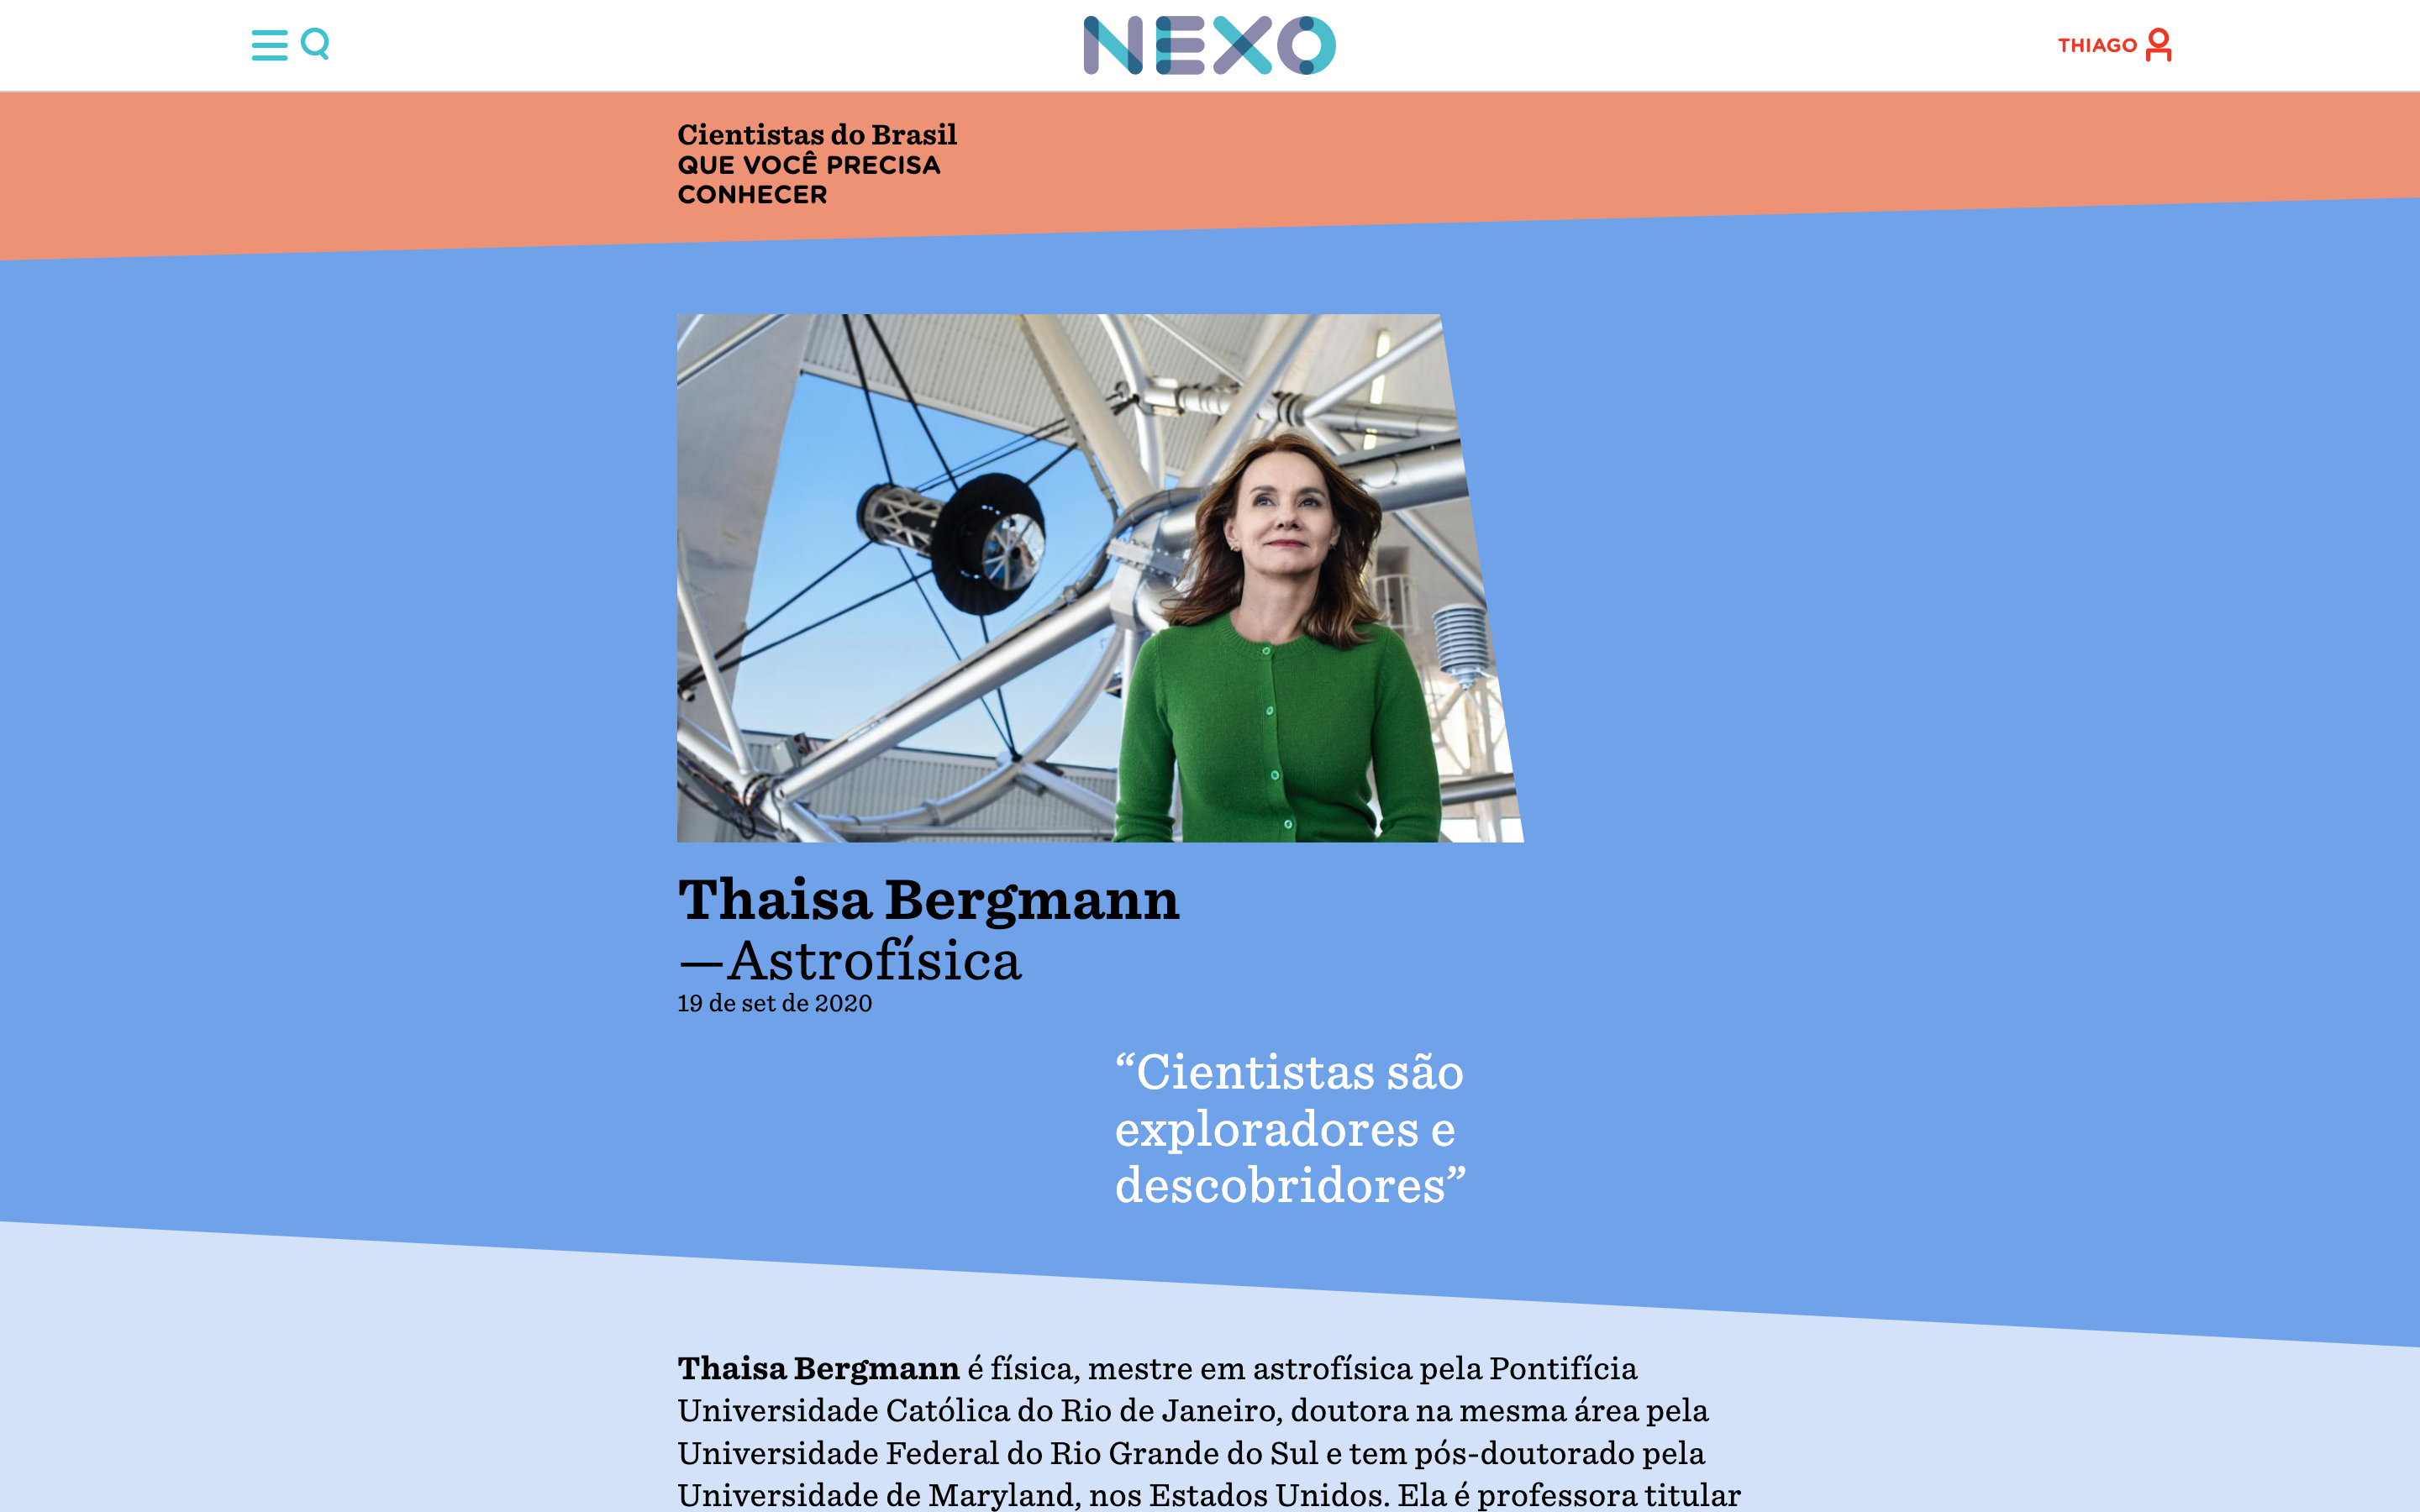 NEXO
THIAGO
Cientistas do Brasil
QUE VOCÊ PRECISA
CONHECER
Thaisa Bergmann
—Astrofísica
19 de set de 2020
“Cientistas são
exploradores e
descobridores”
Thaisa Bergmann é física, mestre em astrofísica pela Pontifícia
Universidade Católica do Rio de Janeiro, doutora na mesma área pela
Universidade Federal do Rio Grande do Sul e tem pós-doutorado pela
Universidade de Maryland, nos Estados Unidos. Ela é professora titular